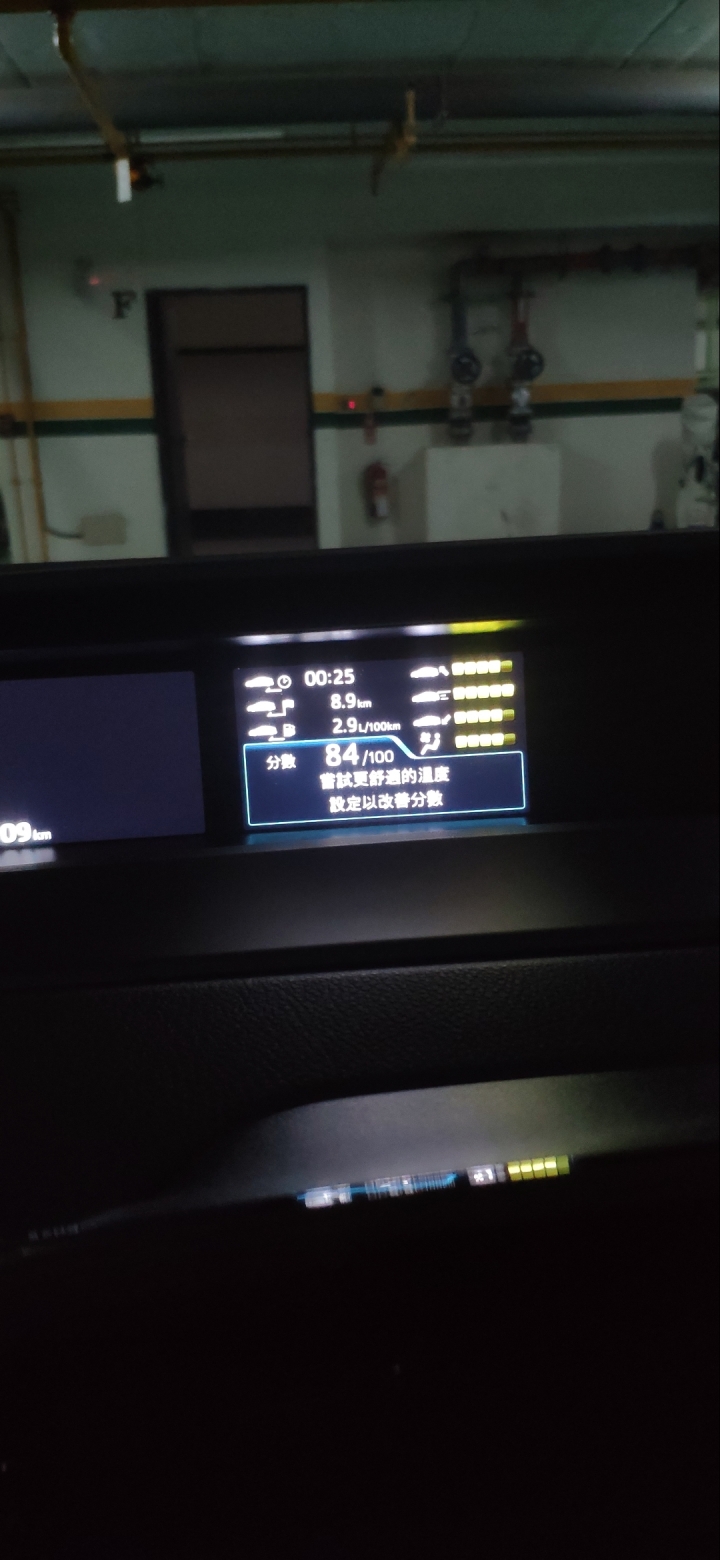 F
00:25
8.9km
2.9L/100km
分數 84/100
嘗試更舒適的溫度
設定以改善分數
09km